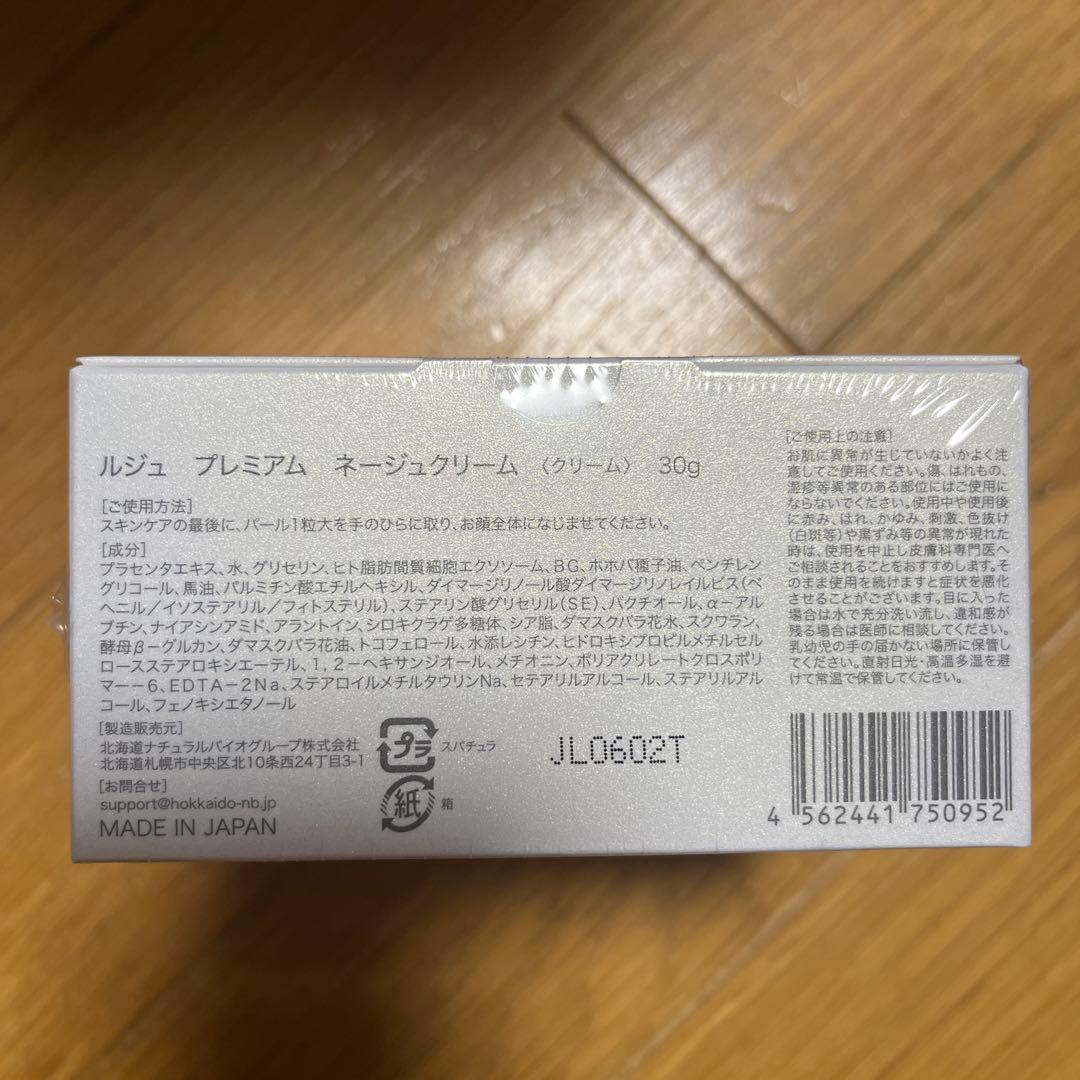 ルジュ　プレミアム　ネージュクリーム　〈クリーム〉　30g
[ご使用方法]
スキンケアの最後に、パール1粒大を手のひらに取り、お顔全体になじませてください。
[成分]
プラセンタエキス、水、グリセリン、ヒト脂肪間質細胞エクソソーム、BG、ホホバ種子油、ペンチレン
グリコール、馬油、パルミチン酸エチルヘキシル、ダイマージリノール酸ダイマージリノレイルビス(ベ
ヘニル／イソステアリル／フィトステリル)、ステアリン酸グリセリル(SE)、バクチオール、α－アル
ブチン、ナイアシンアミド、アラントイン、シロキクラゲ多糖体、シア脂、ダマスクバラ花水、スクワラン、
酵母β－グルカン、ダマスクバラ花油、トコフェロール、水添レシチン、ヒドロキシプロピルメチルセル
ロースステアロキシエーテル、1，2－ヘキサンジオール、メチオニン、ポリアクリレートクロスポリ
マー－6、EDTA－2Na、ステアロイルメチルタウリンNa、セテアリルアルコール、ステアリルアル
コール、フェノキシエタノール
[製造販売元]
北海道ナチュラルバイオグループ株式会社
北海道札幌市中央区北10条西24丁目3-1
[お問合せ]
support@hokkaido-nb.jp
MADE IN JAPAN
プラ
スパチュラ
紙
箱
JL0602T
[ご使用上の注意]
お肌に異常が生じていないかよく注
意してご使用ください。傷、はれもの、
湿疹等異常のある部位にはご使用に
ならないでください。使用中や使用後
に赤み、はれ、かゆみ、刺激、色抜け
(白斑等)や黒ずみ等の異常が現れた
時は、使用を中止し皮膚科専門医へ
ご相談されることをおすすめします。そ
のまま使用を続けますと症状を悪化
させることがございます。目に入った
場合は水で充分洗い流し、違和感が
残る場合は医師に相談してください。
乳幼児の手の届かない場所に保管し
てください。直射日光・高温多湿を避
けて常温で保管してください。
4 562441 750952